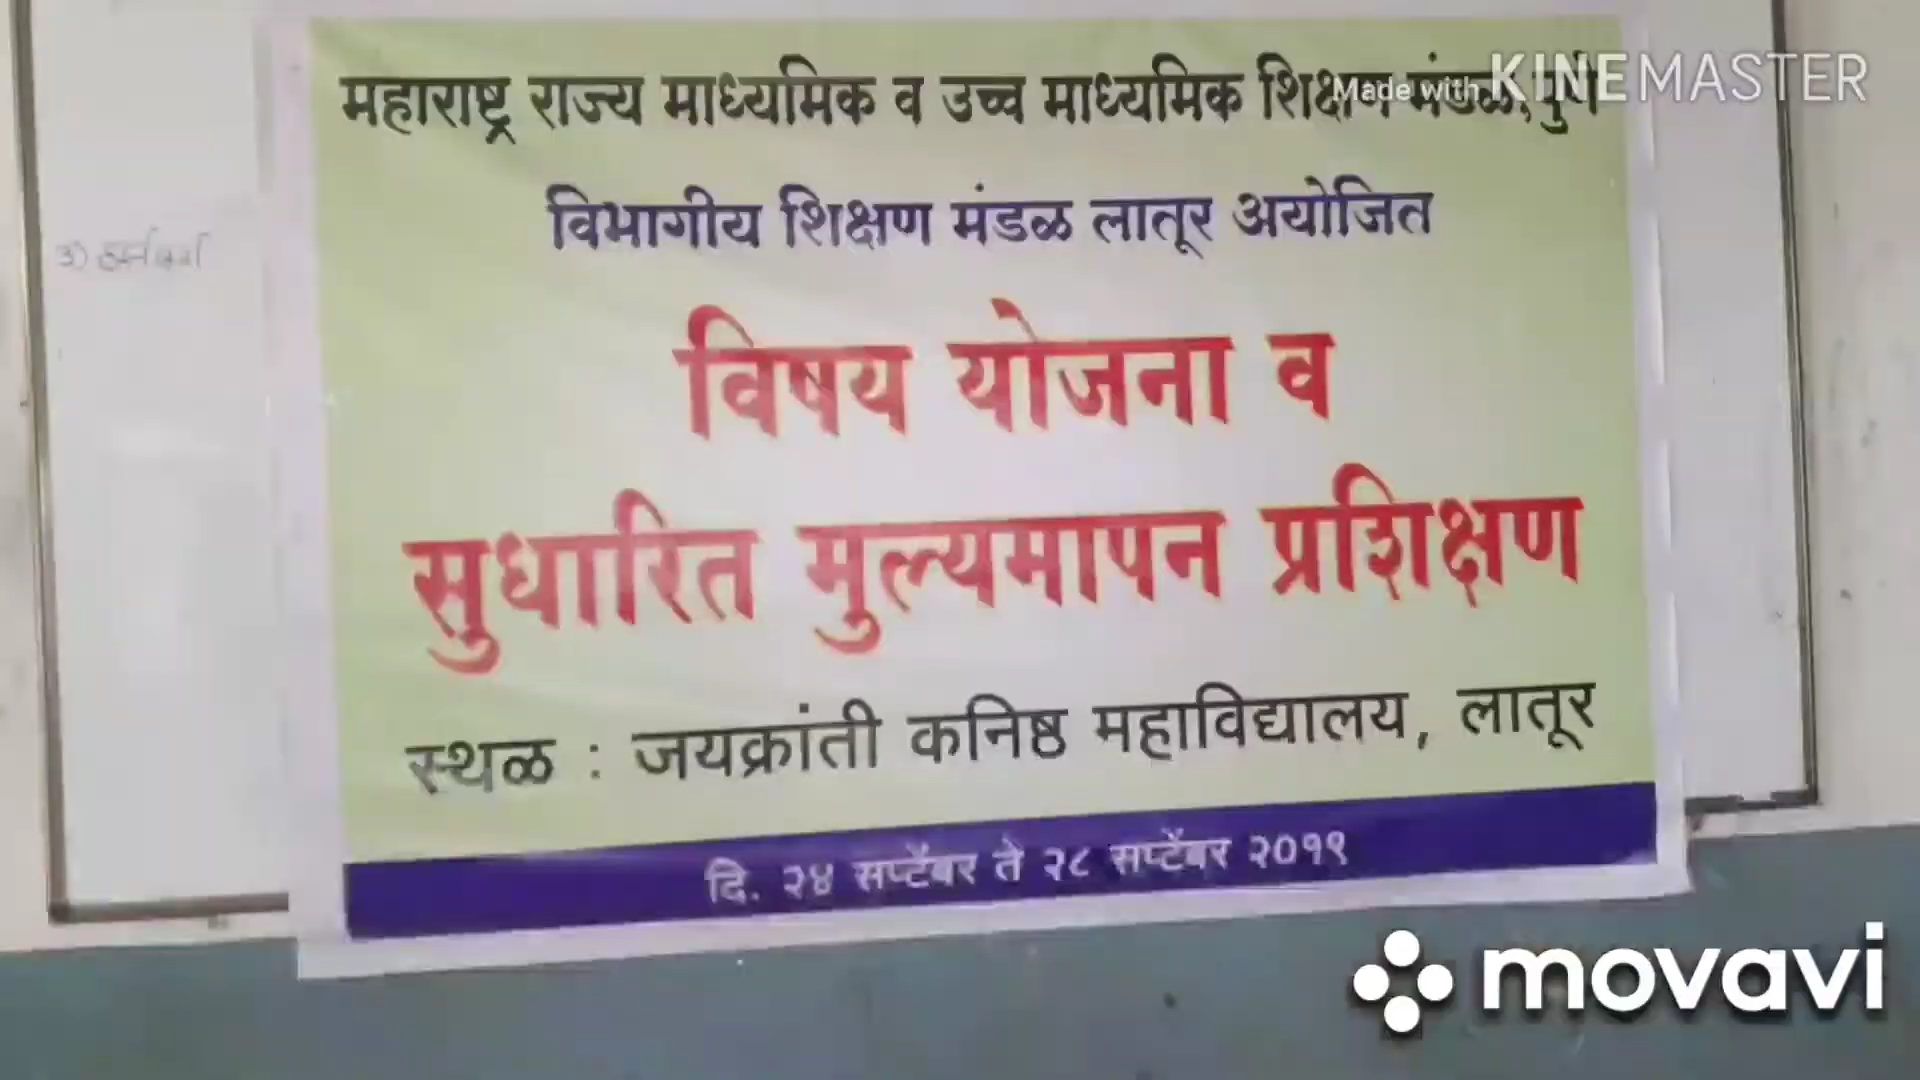 महाराष्ट्र राज्य माध्यमिक व उच्च माध्यमिक शिक्षण मंडळ,पुणे
Made with KINEMASTER
विभागीय शिक्षण मंडळ लातूर अयोजित
विषय योजना व
सुधारित मुल्यमापन प्रशिक्षण
स्थळ : जयक्रांती कनिष्ठ महाविद्यालय, लातूर
दि. २४ सप्टेंबर ते २८ सप्टेंबर २०१९
movavi